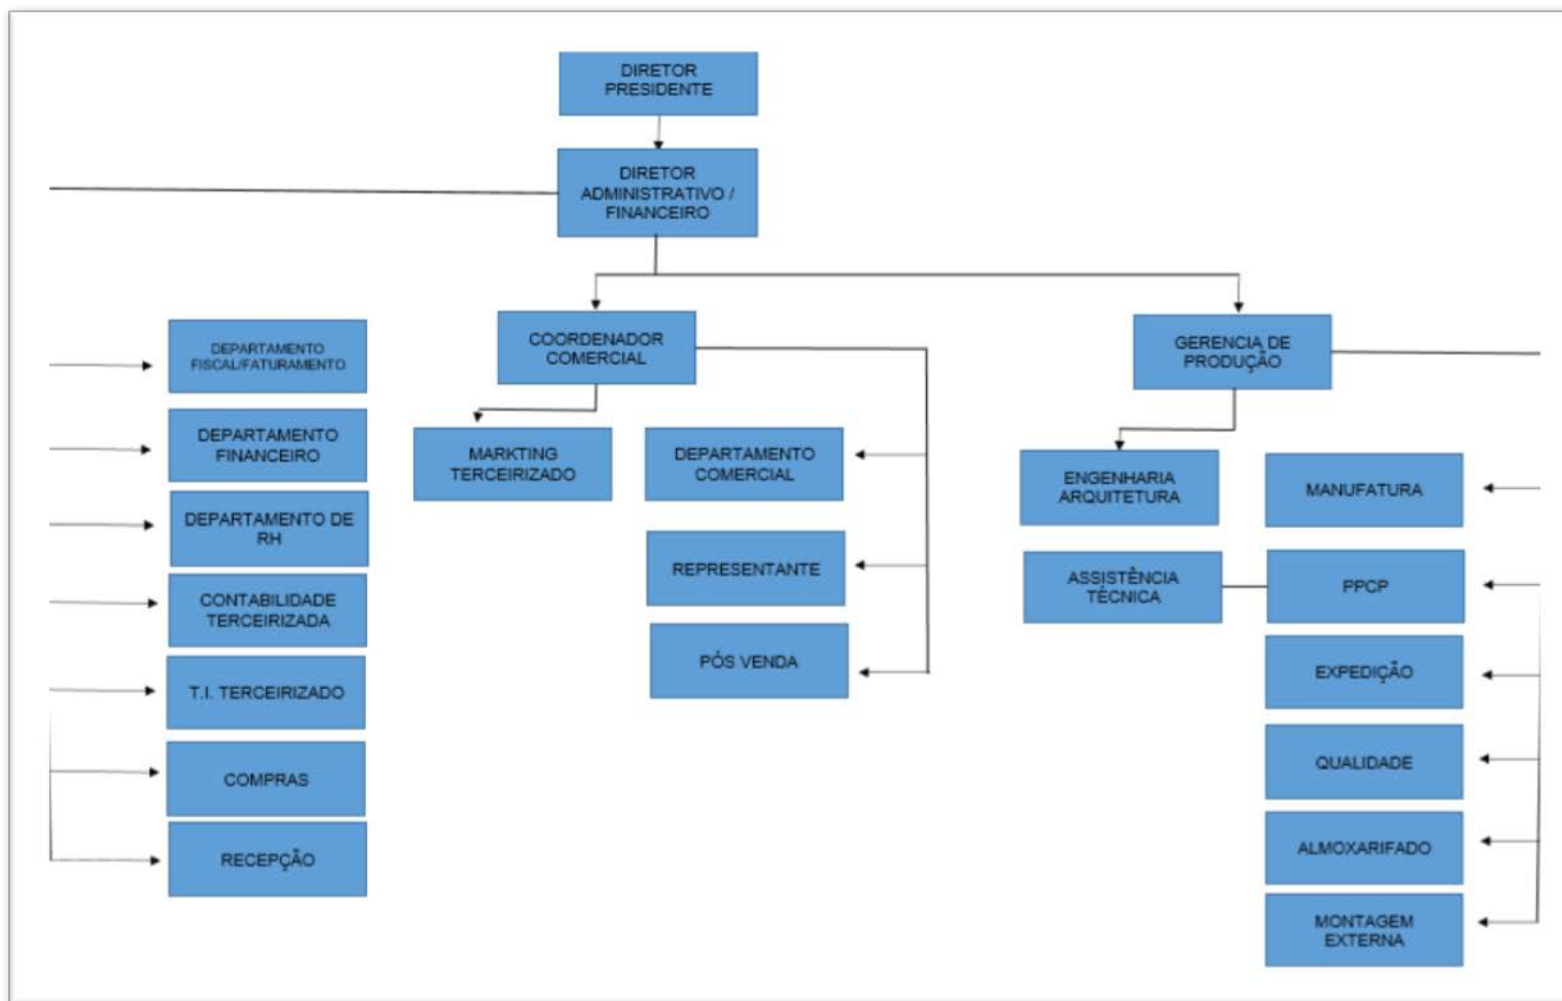 DIRETOR
PRESIDENTE
DIRETOR
ADMINISTRATIVO /
FINANCEIRO
COORDENADOR
COMERCIAL
GERENCIA DE
PRODUÇÃO
DEPARTAMENTO
FISCAL/FATURAMENTO
DEPARTAMENTO
FINANCEIRO
DEPARTAMENTO DE
RH
CONTABILIDADE
TERCEIRIZADA
T.I. TERCEIRIZADO
COMPRAS
RECEPÇÃO
MARKTING
TERCEIRIZADO
DEPARTAMENTO
COMERCIAL
REPRESENTANTE
PÓS VENDA
ENGENHARIA
ARQUITETURA
ASSISTÊNCIA
TÉCNICA
MANUFATURA
PPCP
EXPEDIÇÃO
QUALIDADE
ALMOXARIFADO
MONTAGEM
EXTERNA